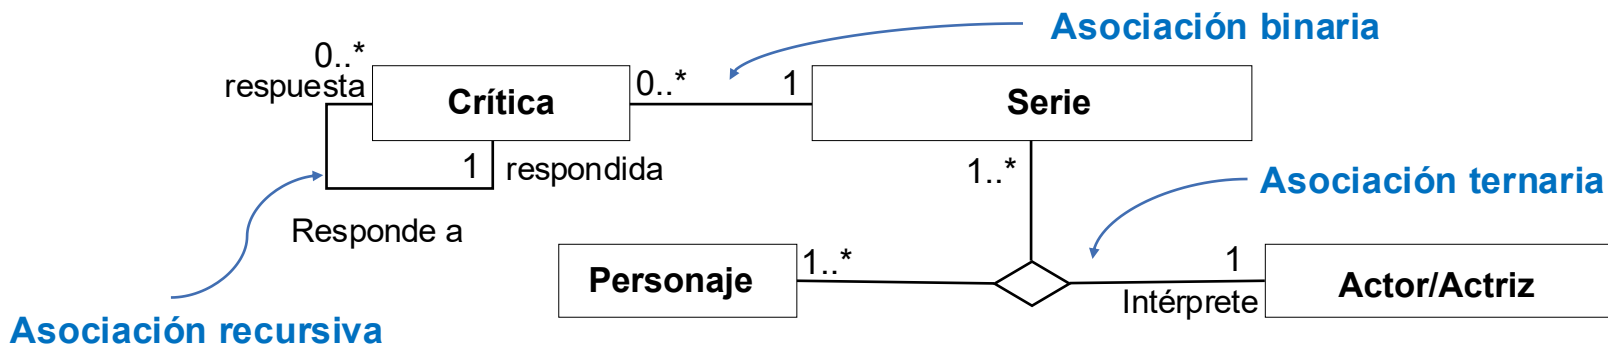 Asociación binaria
0..*
respuesta
Crítica
0..*
1
Serie
1
respondida
1..*
Asociación ternaria
Responde a
Personaje
1..*
1
Intérprete
Actor/Actriz
Asociación recursiva